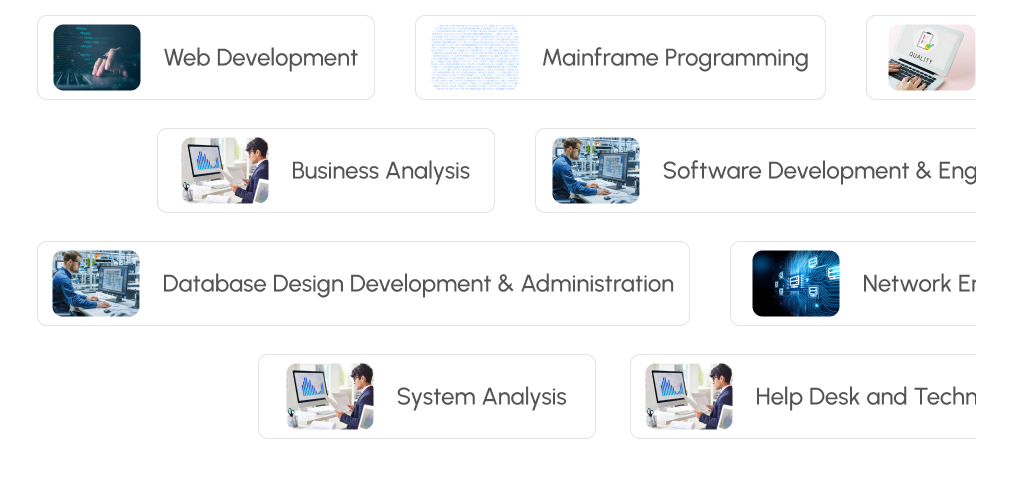 Web Development
Mainframe Programming
QUALITY
Business Analysis
Software Development & Eng
Database Design Development & Administration
Network
System Analysis
Help Desk and Techn